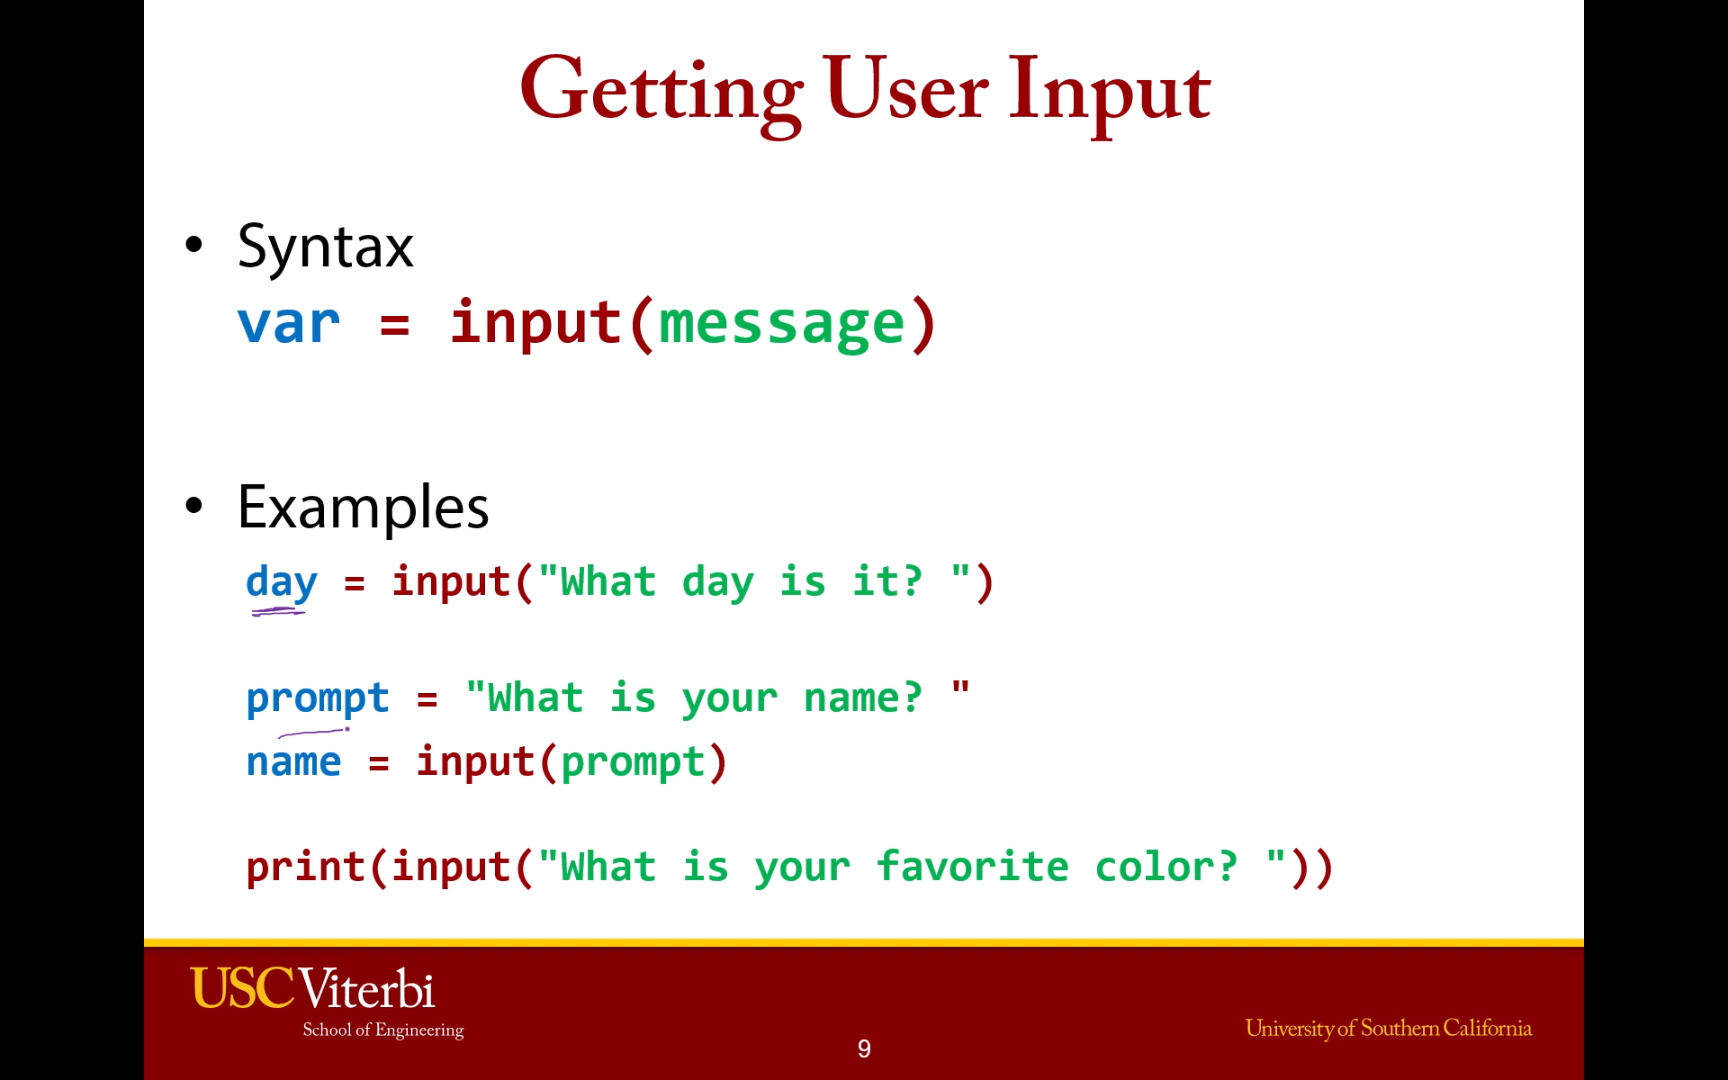 Getting User Input
• Syntax
var = input(message)
• Examples
day = input("What day is it? ")
prompt = "What is your name? "
name = input(prompt)
print(input("What is your favorite color? "))
USC Viterbi
School of Engineering
University of Southern California
9